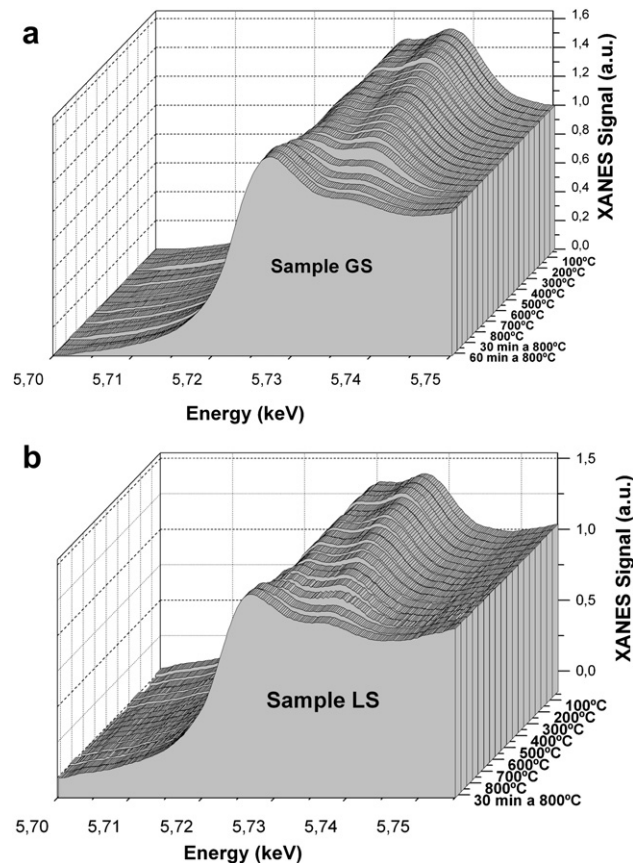 a
1,6
1,4
1,2
1,0
0,8
0,6
0,4
0,2
0,0
XANES Signal (a.u.)
Sample GS
100ºC
200ºC
300ºC
400ºC
500ºC
600ºC
700ºC
800ºC
30 min a 800ºC
60 min a 800ºC
5,70 5,71 5,72 5,73 5,74 5,75
Energy (keV)
b
1,5
1,0
0,5
0,0
XANES Signal (a.u.)
Sample LS
100ºC
200ºC
300ºC
400ºC
500ºC
600ºC
700ºC
800ºC
30 min a 800ºC
5,70 5,71 5,72 5,73 5,74 5,75
Energy (keV)